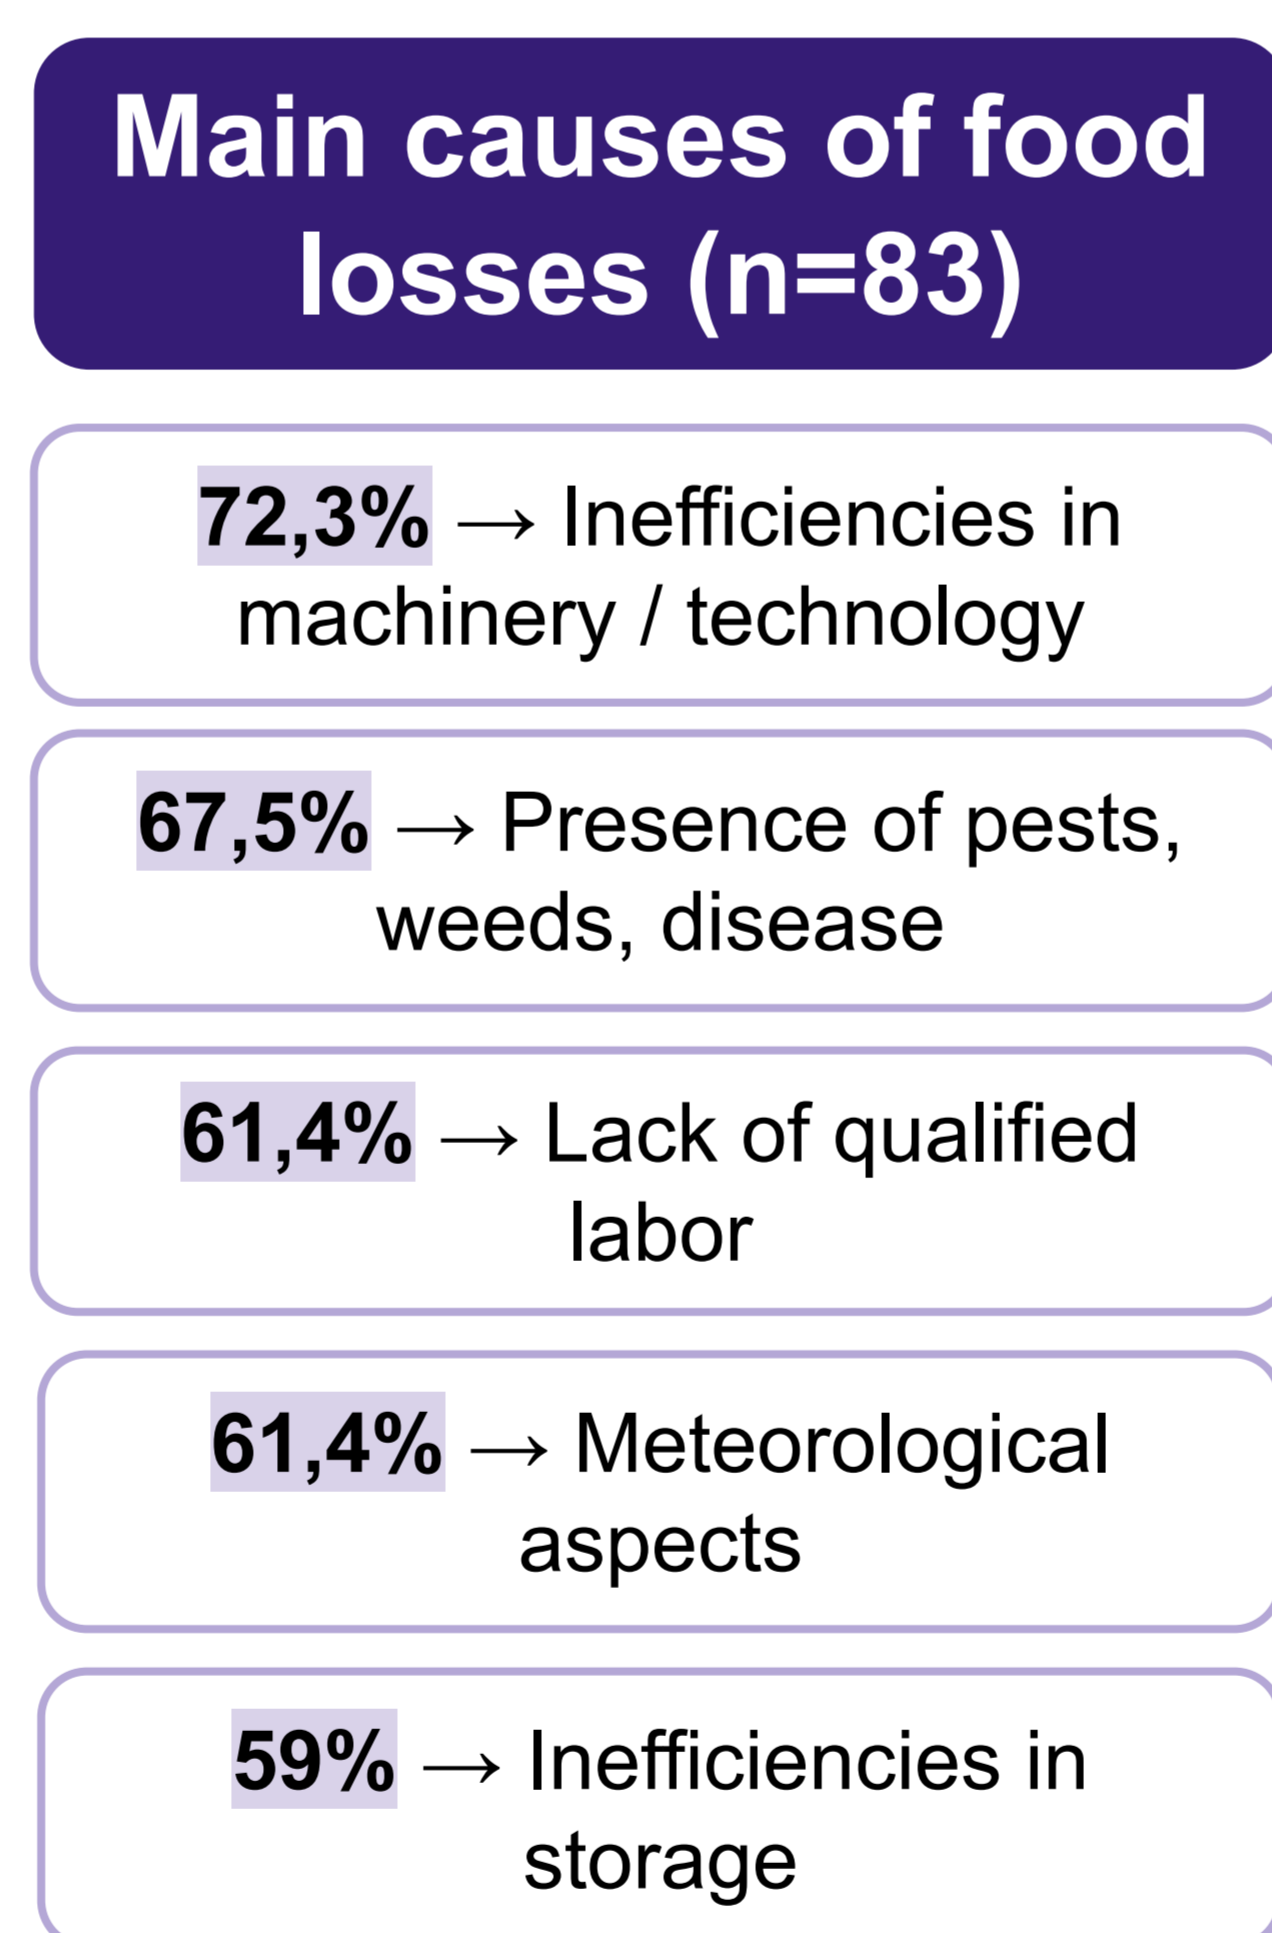 Main causes of food
losses (n=83)
72,3% → Inefficiencies in
machinery / technology
67,5% → Presence of pests,
weeds, disease
61,4% → Lack of qualified
labor
61,4% → Meteorological
aspects
59% → Inefficiencies in
storage